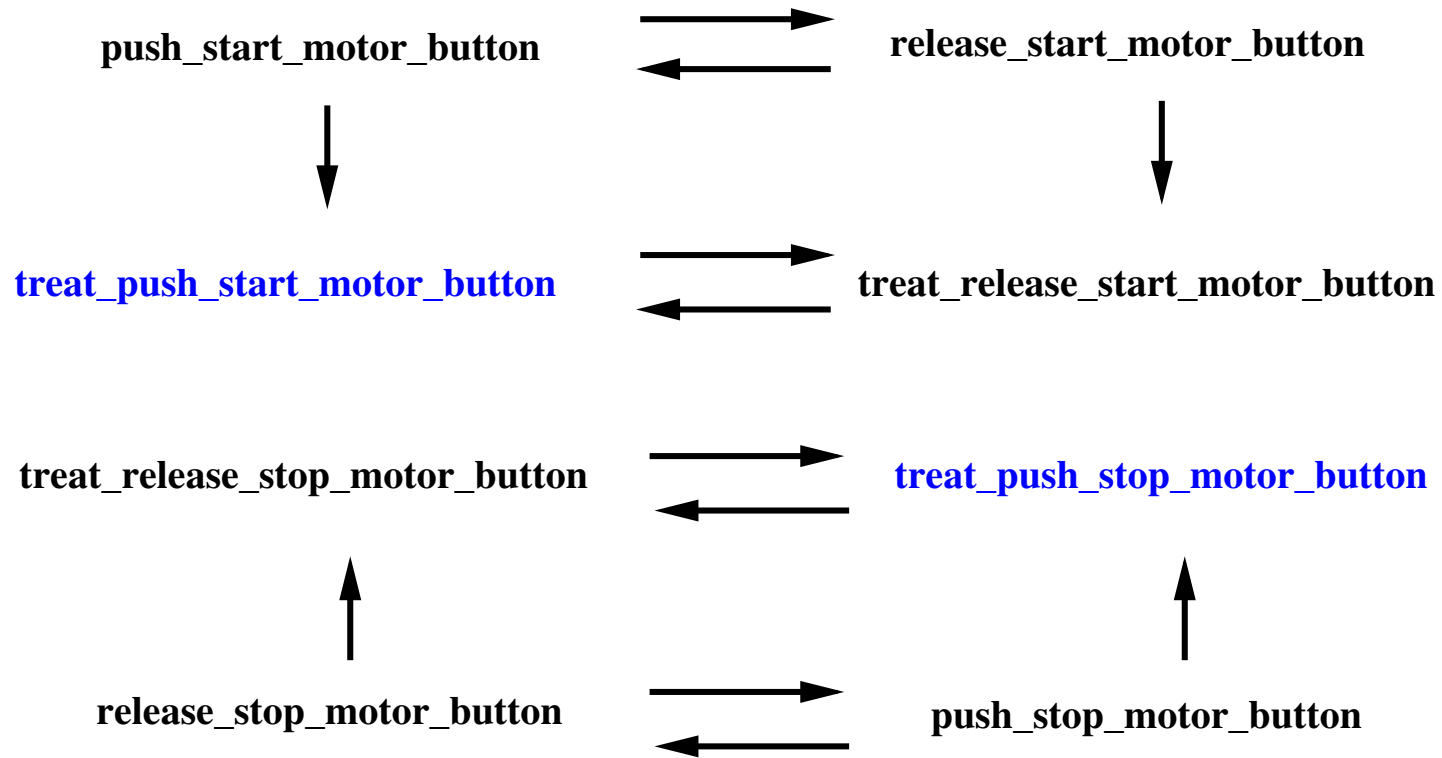 push_start_motor_button
release_start_motor_button
treat_push_start_motor_button
treat_release_start_motor_button
treat_release_stop_motor_button
treat_push_stop_motor_button
release_stop_motor_button
push_stop_motor_button